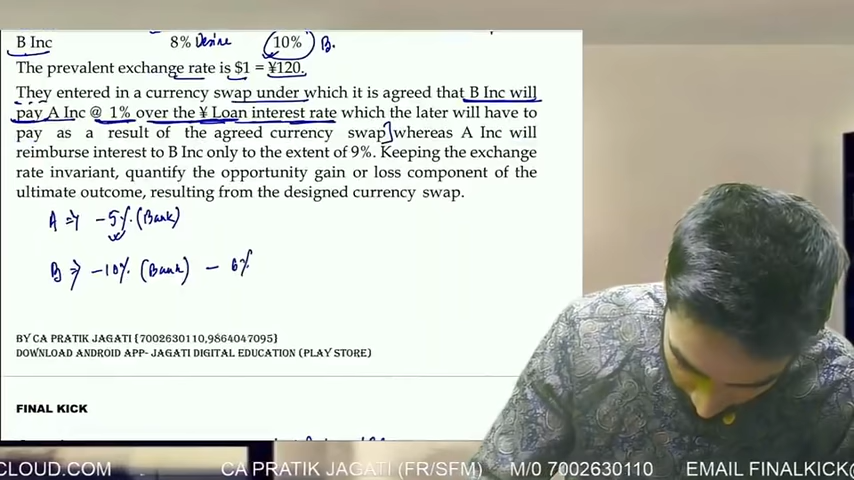 B Inc 8% Desire 10% B.
The prevalent exchange rate is $1 = ¥120.
They entered in a currency swap under which it is agreed that B Inc will
pay A Inc @ 1% over the ¥ Loan interest rate which the later will have to
pay as a result of the agreed currency swap whereas A Inc will
reimburse interest to B Inc only to the extent of 9%. Keeping the exchange
rate invariant, quantify the opportunity gain or loss component of the
ultimate outcome, resulting from the designed currency swap.
A ⇒ -5% (Bank)
B ⇒ -10% (Bank) - 6%
BY CA PRATIK JAGATI (7002630110,9864047095)
DOWNLOAD ANDROID APP- JAGATI DIGITAL EDUCATION (PLAY STORE)
FINAL KICK
CLOUD.COM CA PRATIK JAGATI (FR/SFM) M/0 7002630110 EMAIL FINALKICK@